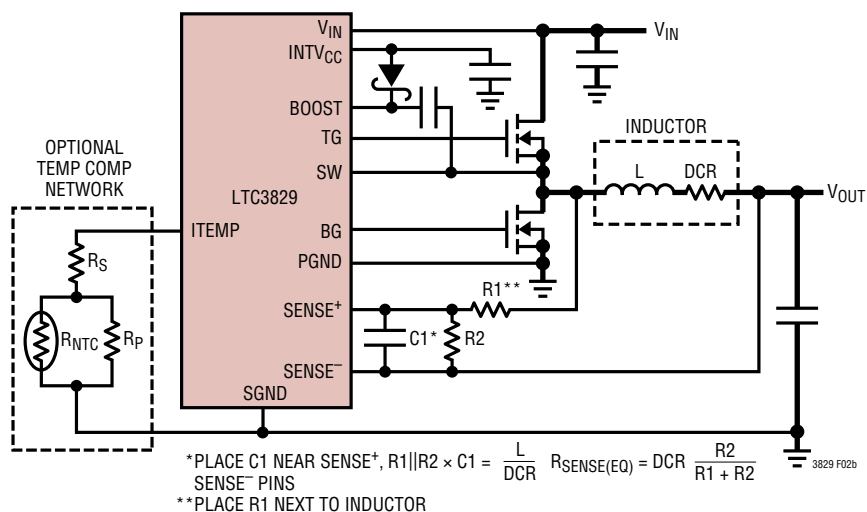 V_IN
INTV_CC
BOOST
TG
SW
LTC3829
ITEMP
BG
PGND
SENSE⁺
SENSE⁻
SGND
V_IN
INDUCTOR
L
DCR
V_OUT
OPTIONAL
TEMP COMP
NETWORK
R_S
R_NTC
R_P
R1**
C1*
R2
*PLACE C1 NEAR SENSE⁺, R1||R2 × C1 = L / DCR R_SENSE(EQ) = DCR R2 / R1 + R2
SENSE⁻ PINS
**PLACE R1 NEXT TO INDUCTOR
3829 F02b